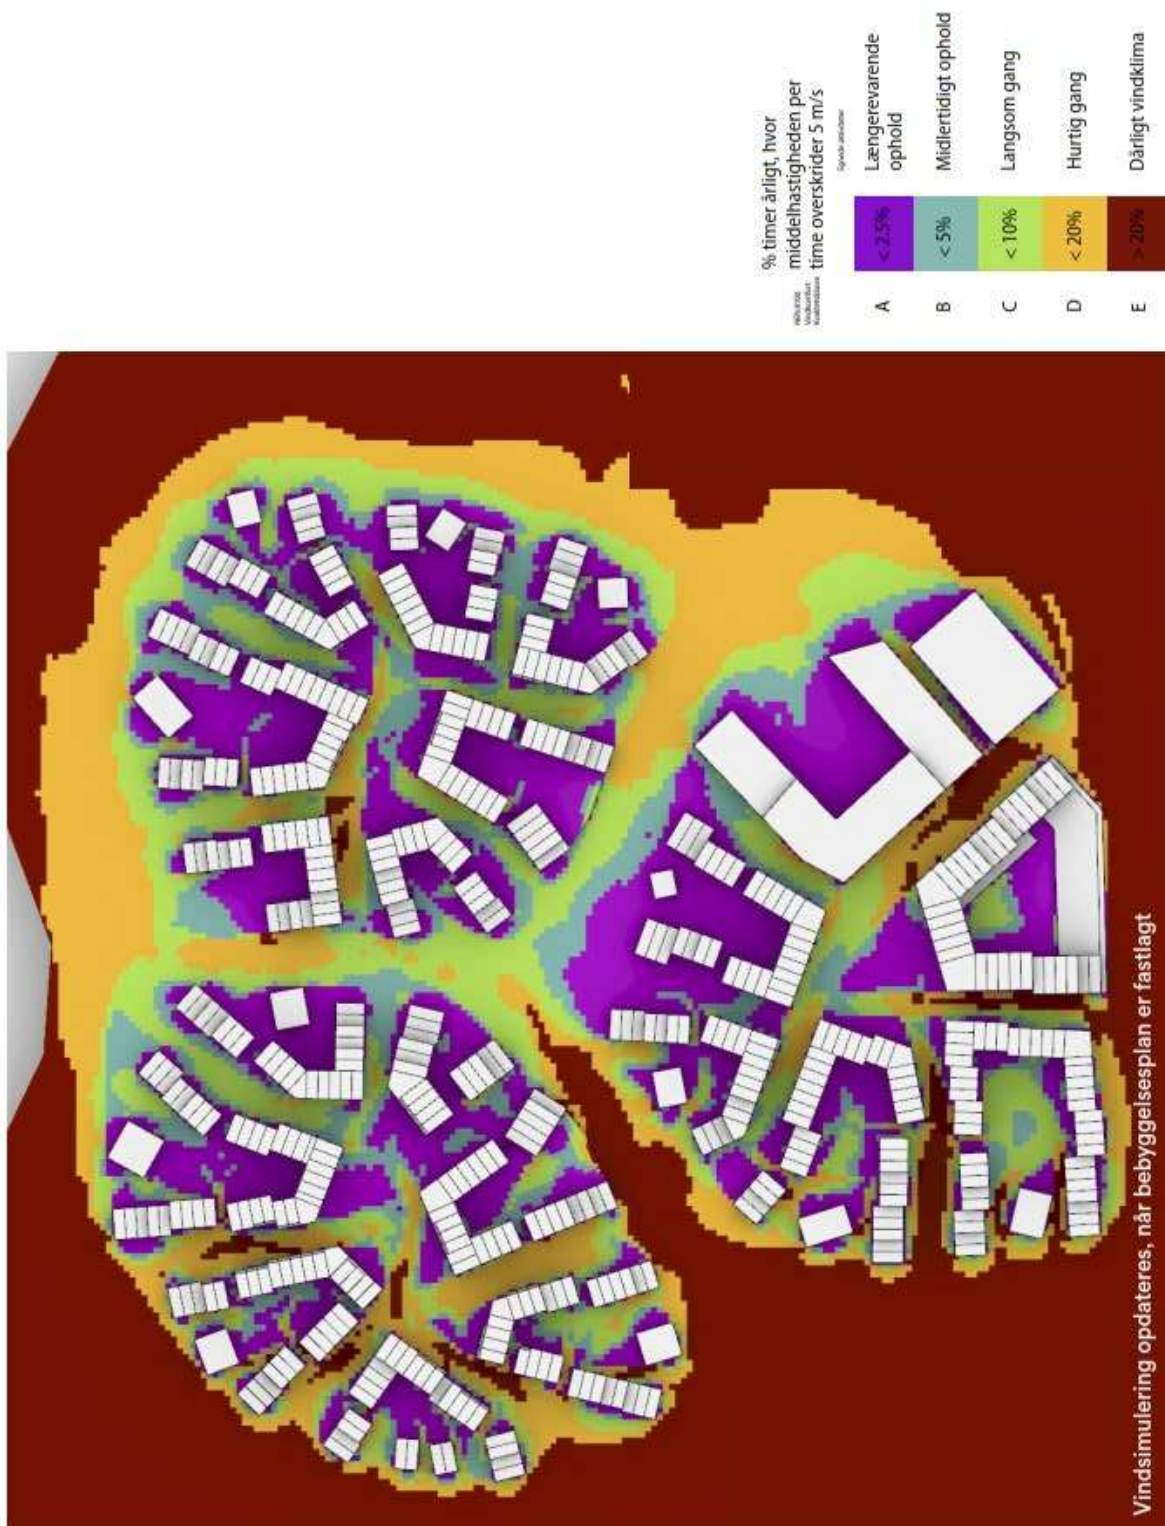 % timer årligt, hvor
middelhastigheden per
time overskrider 5 m/s
A
< 2.5%
Længerevarende
ophold
B
< 5%
Midlertidigt ophold
C
< 10%
Langsom gang
D
< 20%
Hurtig gang
E
> 20%
Dårligt vindklima
Vindsimulering opdateres, når bebyggelsesplan er fastlagt